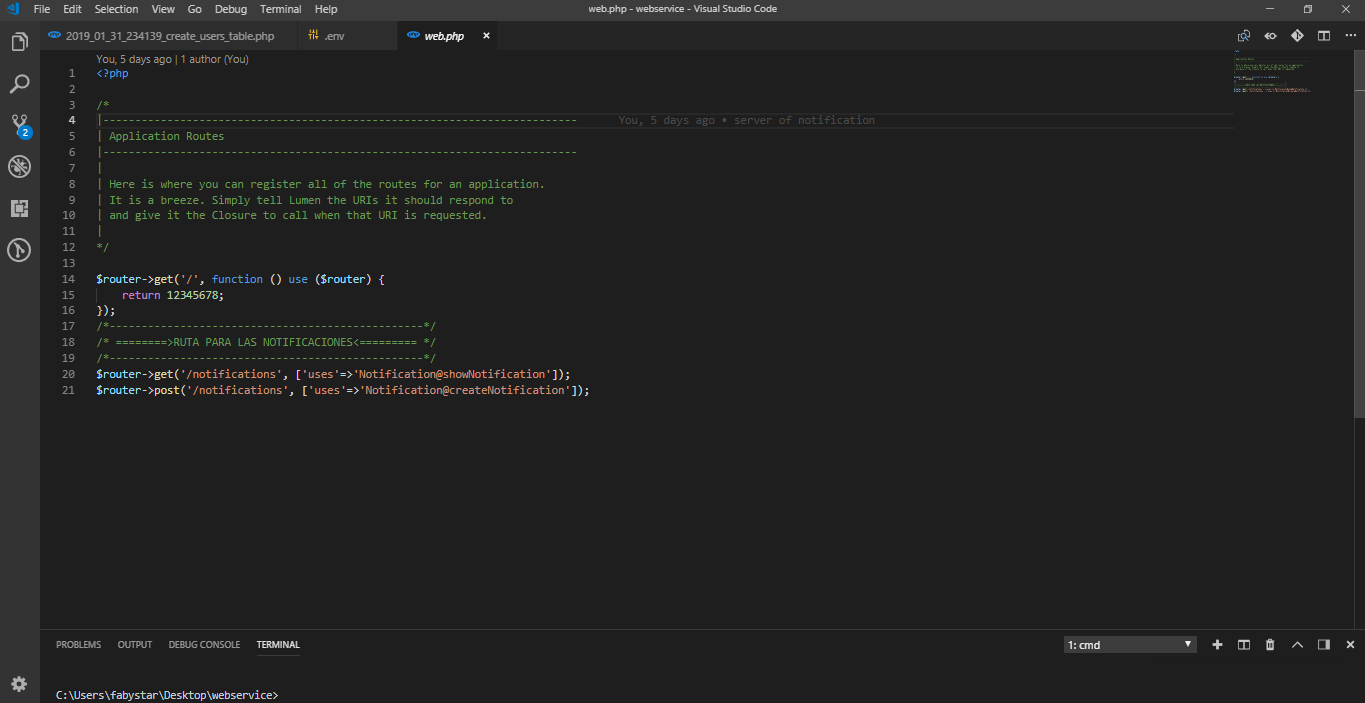 File Edit Selection View Go Debug Terminal Help web.php - webservice - Visual Studio Code
2019_01_31_234139_create_users_table.php .env web.php
You, 5 days ago | 1 author (You)
1 <?php
2
3 /*
4 |-------------------------------------------------------------------------- You, 5 days ago • server of notification
5 | Application Routes
6 |--------------------------------------------------------------------------
7 |
8 | Here is where you can register all of the routes for an application.
9 | It is a breeze. Simply tell Lumen the URIs it should respond to
10 | and give it the Closure to call when that URI is requested.
11 |
12 */
13
14 $router->get('/', function () use ($router) {
15 return 12345678;
16 });
17 /*-------------------------------------------------*/
18 /* ========>RUTA PARA LAS NOTIFICACIONES<========= */
19 /*-------------------------------------------------*/
20 $router->get('/notifications', ['uses'=>'Notification@showNotification']);
21 $router->post('/notifications', ['uses'=>'Notification@createNotification']);
2
PROBLEMS OUTPUT DEBUG CONSOLE TERMINAL 1: cmd
C:\Users\fabystar\Desktop\webservice>